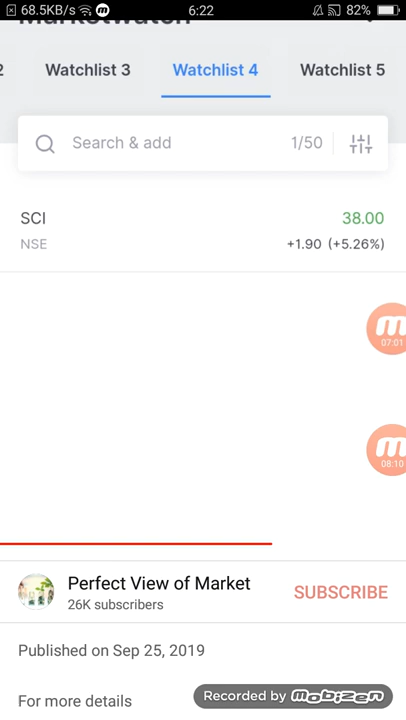 68.5KB/s 6:22 82%
Marketwatch
2 Watchlist 3 Watchlist 4 Watchlist 5
Search & add 1/50
SCI 38.00
NSE +1.90 (+5.26%)
07:01
08:10
Perfect View of Market
26K subscribers
SUBSCRIBE
Published on Sep 25, 2019
For more details
Recorded by mobizen